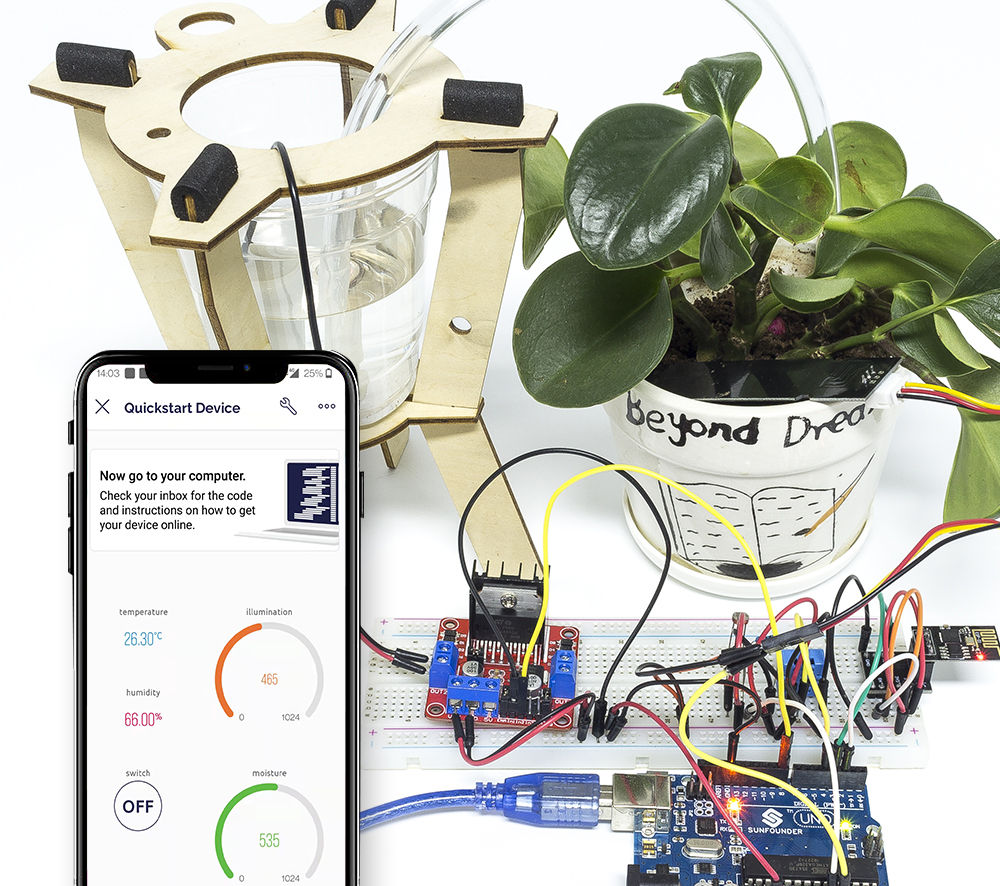 14:03
25%
Quickstart Device
Now go to your computer.
Check your inbox for the code
and instructions on how to get
your device online.
temperature
26.30°C
illumination
465
0
1024
humidity
66.00%
switch
OFF
moisture
535
0
1024
Beyond Drea
OUT2
5V
UNO
SUNFOUNDER